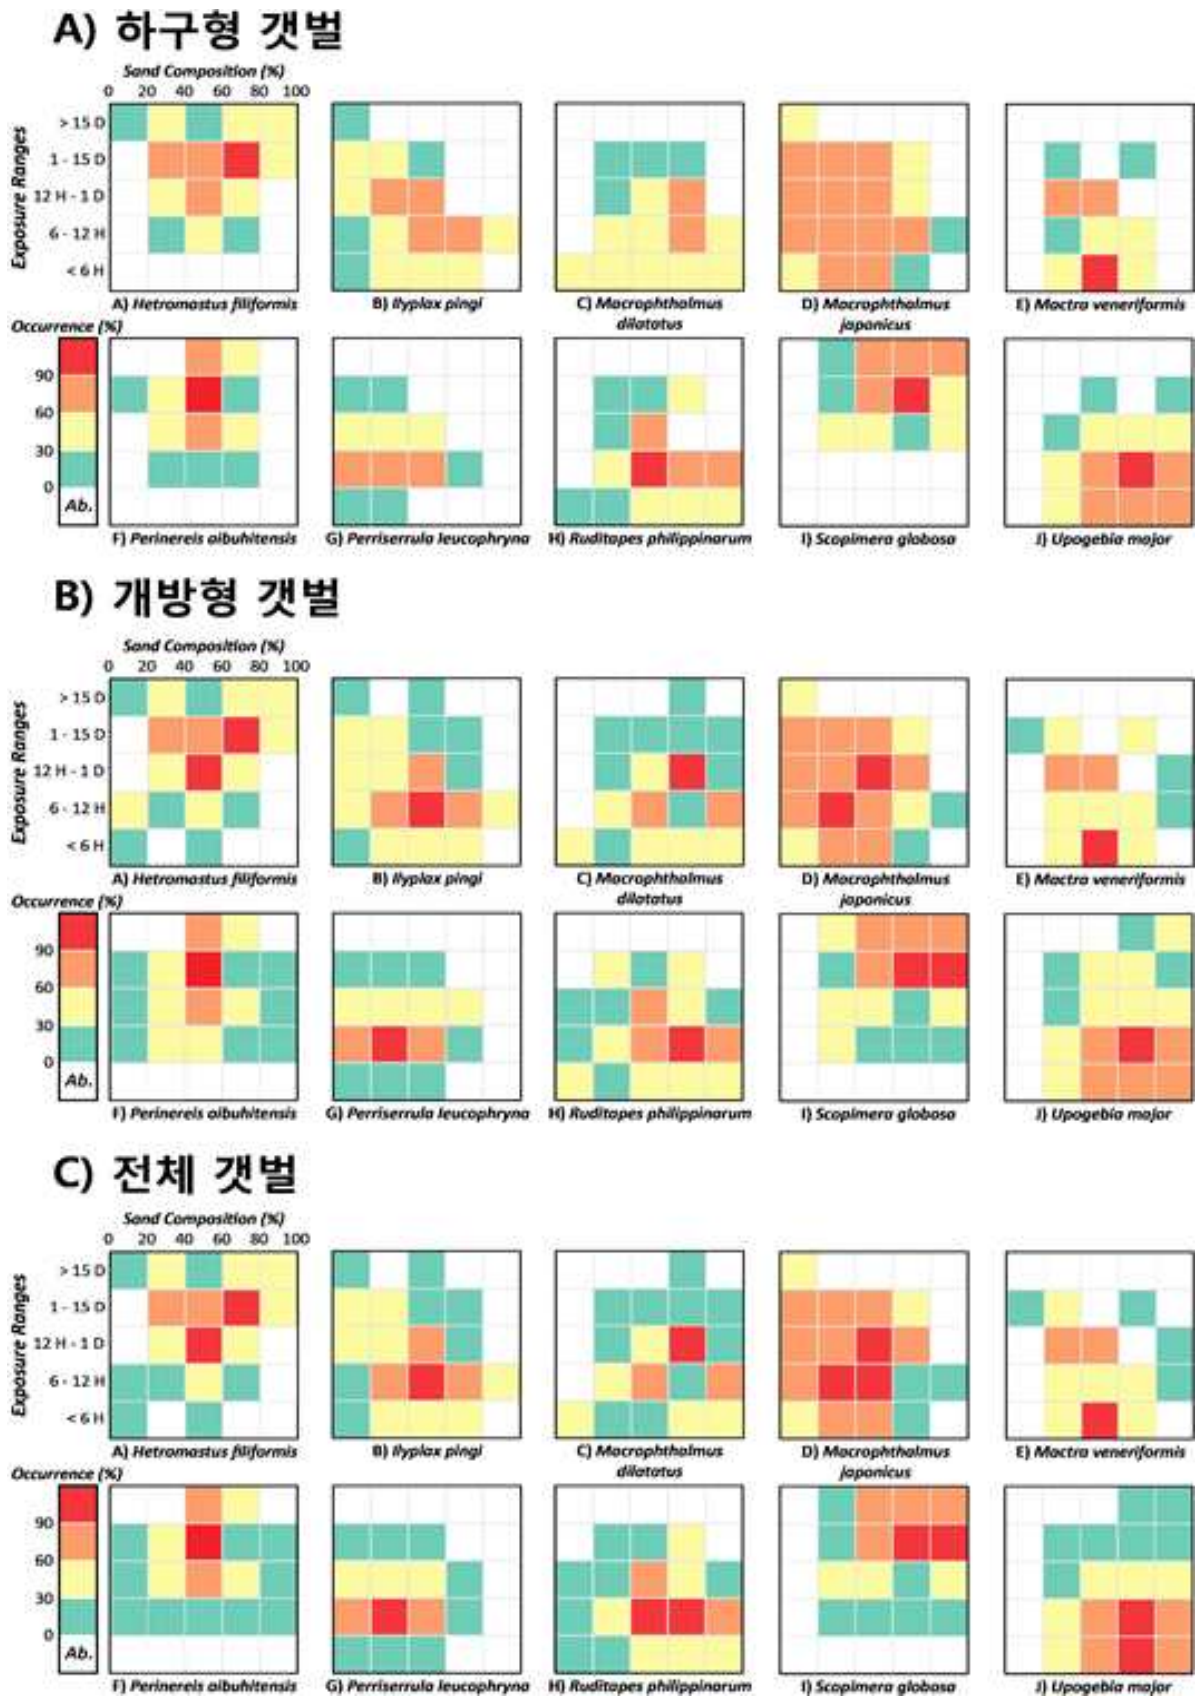 A) 하구형 갯벌
Sand Composition (%)
0 20 40 60 80 100
Exposure Ranges
> 15 D
1 - 15 D
12 H - 1 D
6 - 12 H
< 6 H
A) Hetromastus filiformis
B) Ilyplax pingi
C) Macrophthalmus dilatatus
D) Macrophthalmus japonicus
E) Mactra veneriformis
Occurrence (%)
90
60
30
0
Ab.
F) Perinereis aibuhitensis
G) Perriserrula leucophryna
H) Ruditapes philippinarum
I) Scopimera globosa
J) Upogebia major
B) 개방형 갯벌
Sand Composition (%)
0 20 40 60 80 100
Exposure Ranges
> 15 D
1 - 15 D
12 H - 1 D
6 - 12 H
< 6 H
A) Hetromastus filiformis
B) Ilyplax pingi
C) Macrophthalmus dilatatus
D) Macrophthalmus japonicus
E) Mactra veneriformis
Occurrence (%)
90
60
30
0
Ab.
F) Perinereis aibuhitensis
G) Perriserrula leucophryna
H) Ruditapes philippinarum
I) Scopimera globosa
J) Upogebia major
C) 전체 갯벌
Sand Composition (%)
0 20 40 60 80 100
Exposure Ranges
> 15 D
1 - 15 D
12 H - 1 D
6 - 12 H
< 6 H
A) Hetromastus filiformis
B) Ilyplax pingi
C) Macrophthalmus dilatatus
D) Macrophthalmus japonicus
E) Mactra veneriformis
Occurrence (%)
90
60
30
0
Ab.
F) Perinereis aibuhitensis
G) Perriserrula leucophryna
H) Ruditapes philippinarum
I) Scopimera globosa
J) Upogebia major